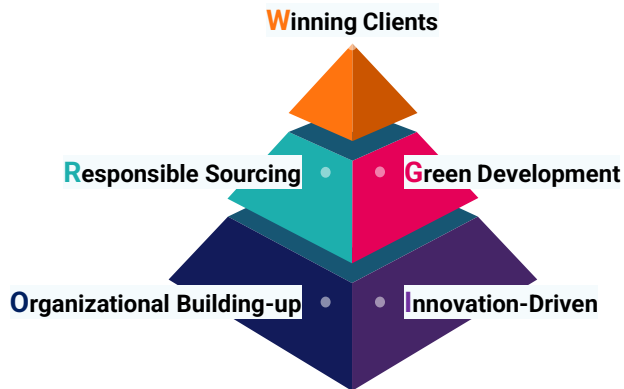 Winning Clients
Responsible Sourcing
Green Development
Organizational Building-up
Innovation-Driven